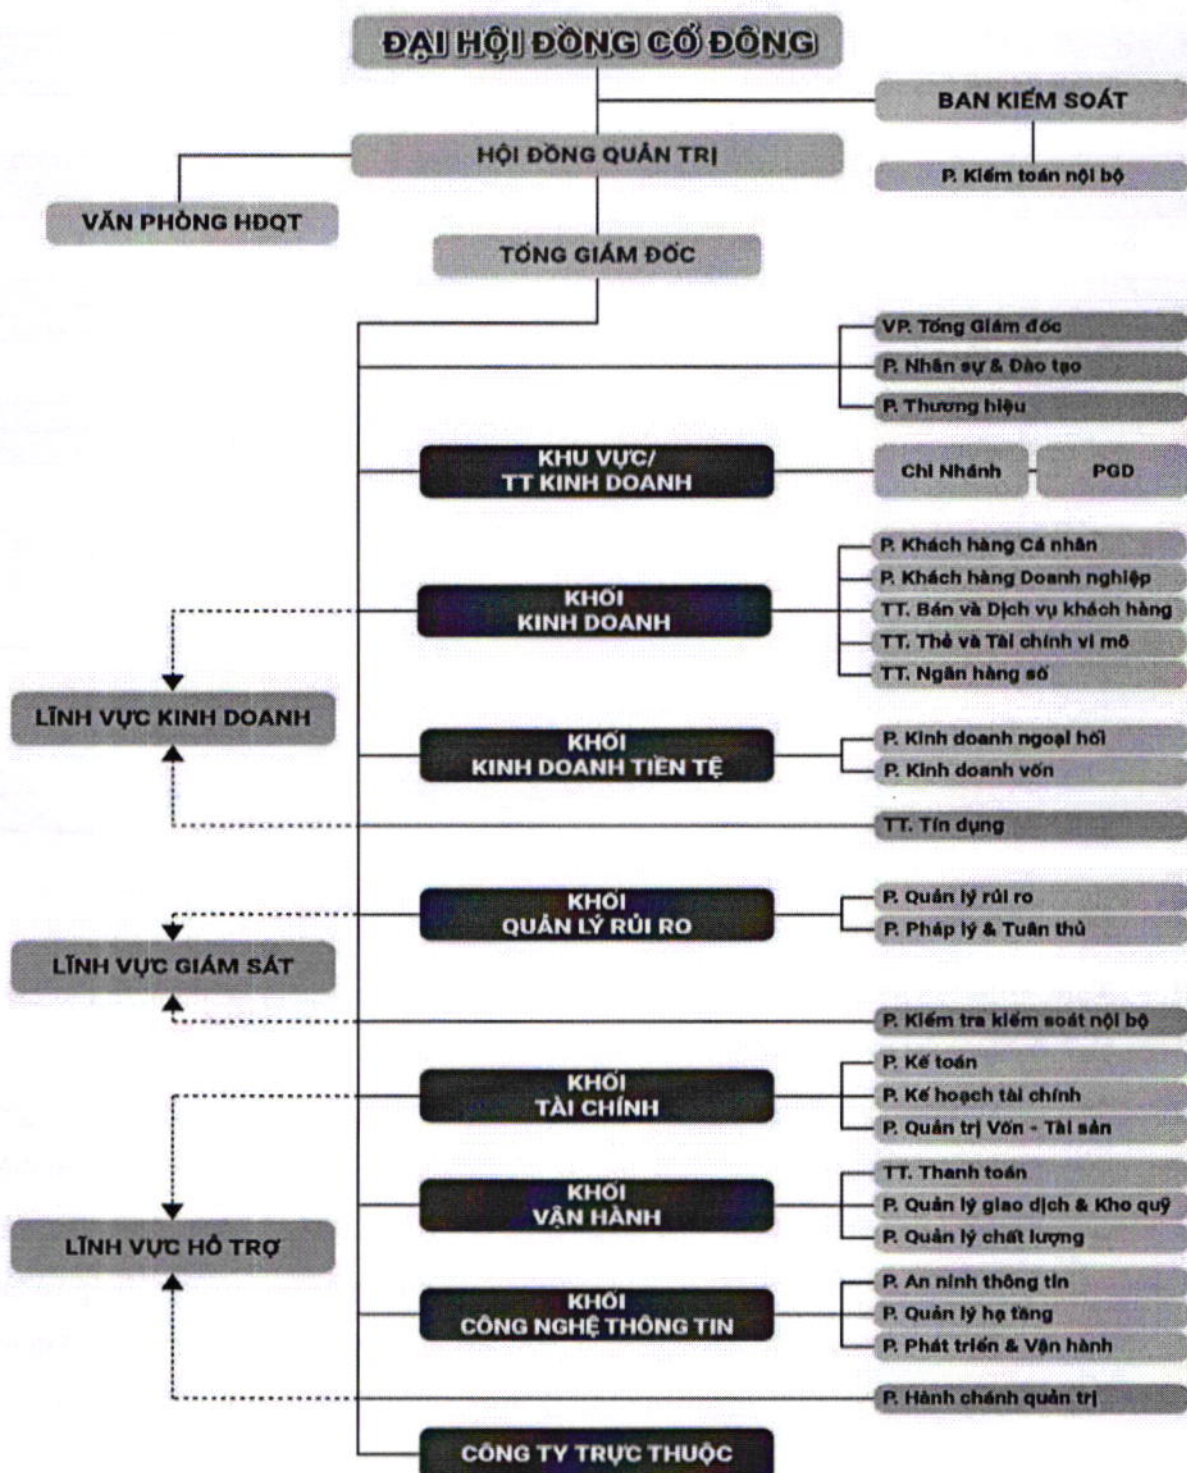 ĐẠI HỘI ĐỒNG CỔ ĐÔNG
BAN KIỂM SOÁT
HỘI ĐỒNG QUẢN TRỊ
P. Kiểm toán nội bộ
VĂN PHÒNG HĐQT
TỔNG GIÁM ĐỐC
VP. Tổng Giám đốc
P. Nhân sự & Đào tạo
P. Thương hiệu
KHU VỰC/
TT KINH DOANH
Chi Nhánh
PGD
P. Khách hàng Cá nhân
P. Khách hàng Doanh nghiệp
KHỐI
KINH DOANH
TT. Bán và Dịch vụ khách hàng
TT. Thẻ và Tài chính vi mô
TT. Ngân hàng số
LĨNH VỰC KINH DOANH
KHỐI
KINH DOANH TIỀN TỆ
P. Kinh doanh ngoại hối
P. Kinh doanh vốn
TT. Tín dụng
KHỐI
QUẢN LÝ RỦI RO
P. Quản lý rủi ro
P. Pháp lý & Tuân thủ
LĨNH VỰC GIÁM SÁT
P. Kiểm tra kiểm soát nội bộ
KHỐI
TÀI CHÍNH
P. Kế toán
P. Kế hoạch tài chính
P. Quản trị Vốn - Tài sản
KHỐI
VẬN HÀNH
TT. Thanh toán
P. Quản lý giao dịch & Kho quỹ
P. Quản lý chất lượng
LĨNH VỰC HỖ TRỢ
KHỐI
CÔNG NGHỆ THÔNG TIN
P. An ninh thông tin
P. Quản lý hạ tầng
P. Phát triển & Vận hành
P. Hành chánh quản trị
CÔNG TY TRỰC THUỘC